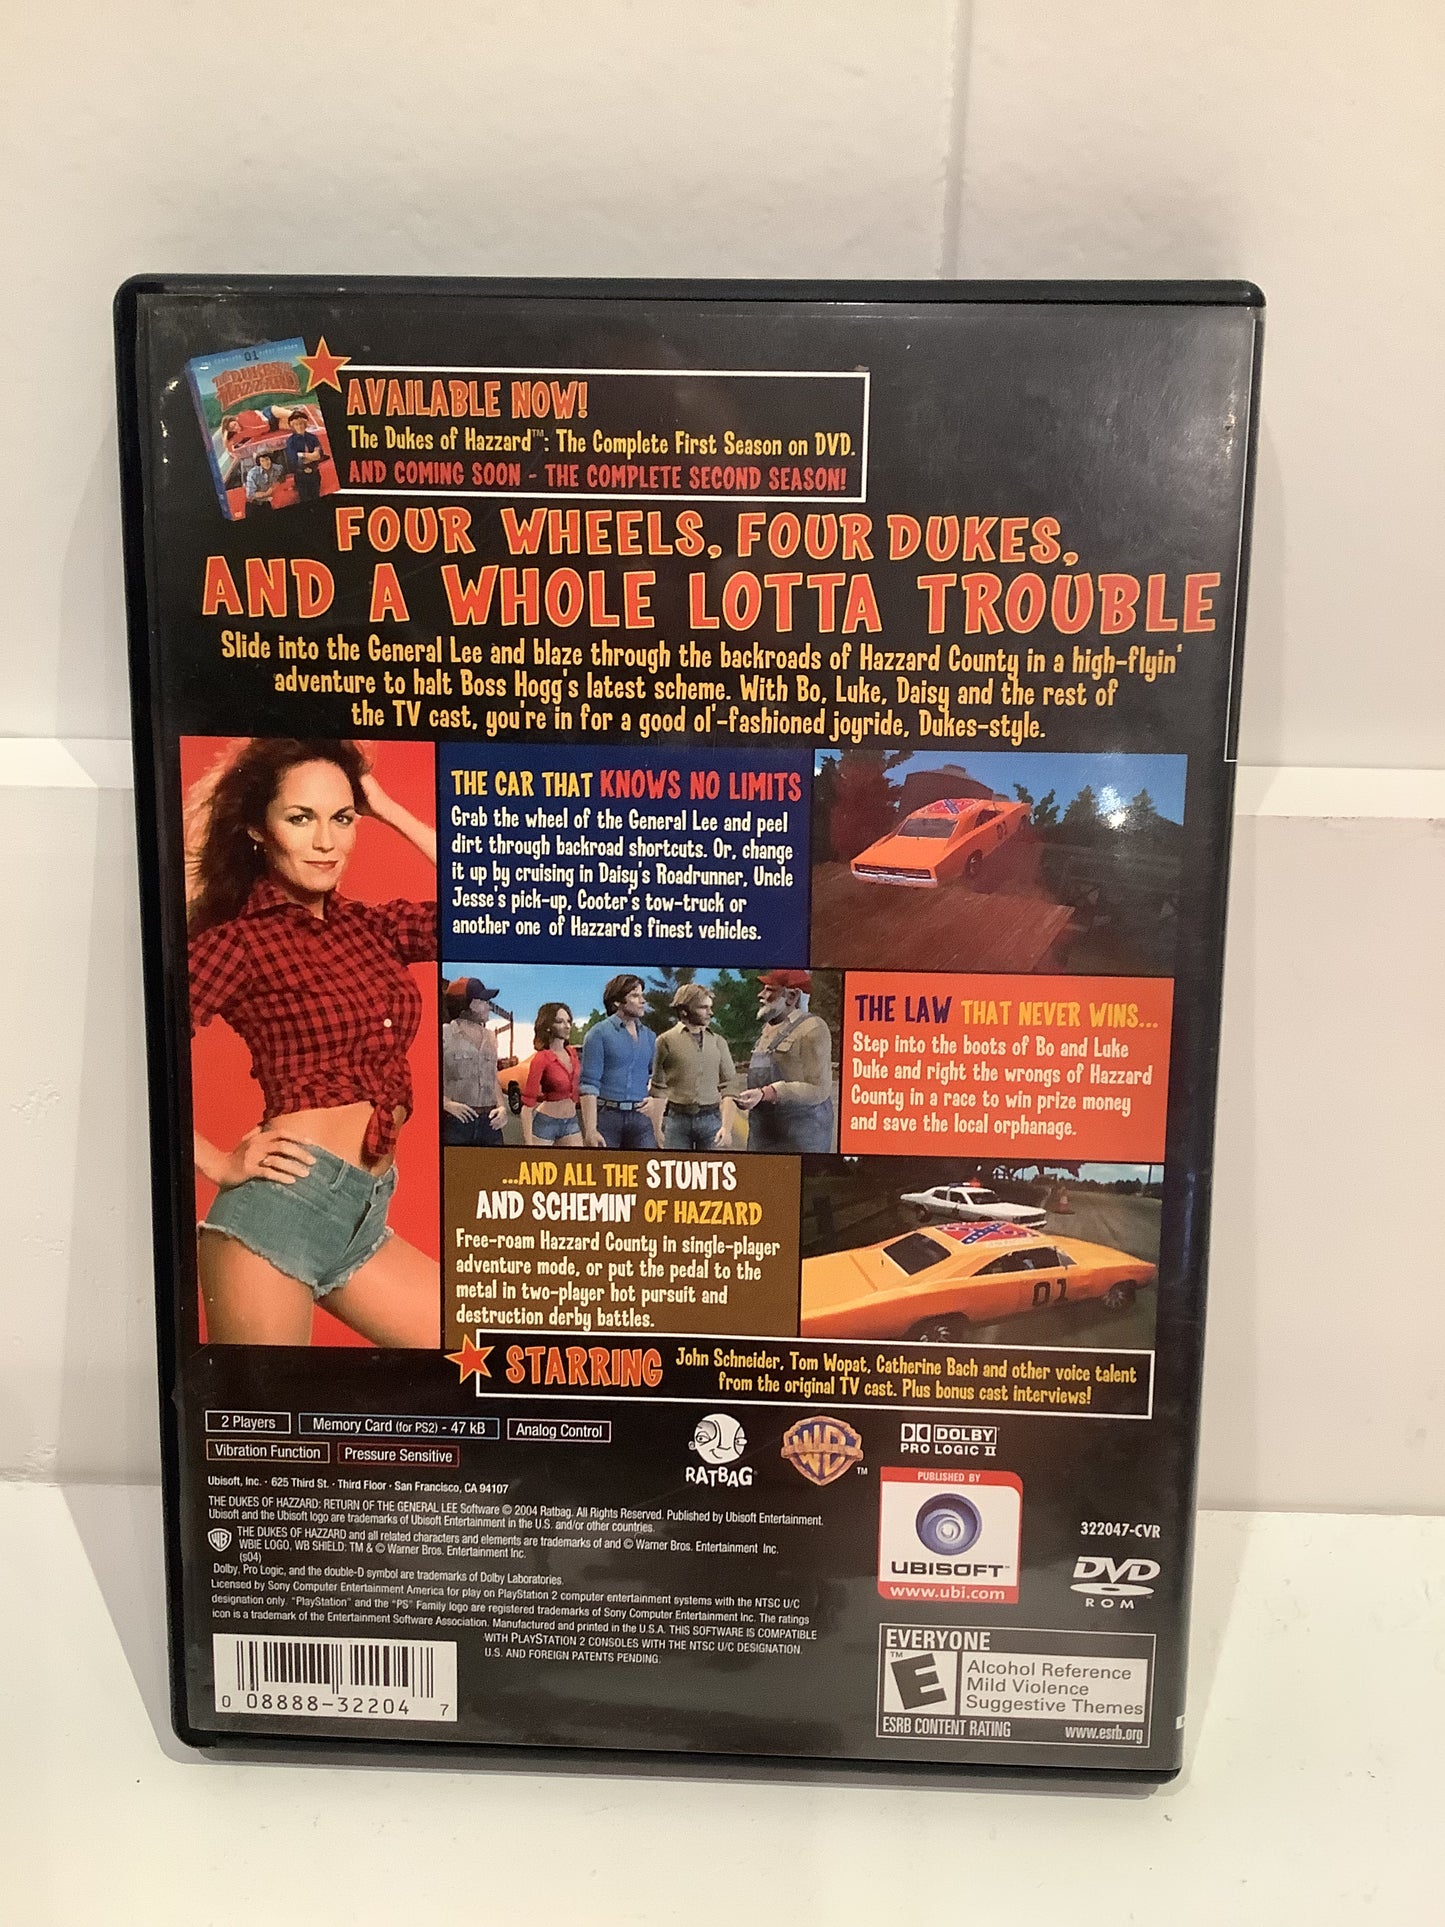 THE COMPLETE FIRST SEASON
01
THE DUKES OF HAZZARD
AVAILABLE NOW!
The Dukes of Hazzard™: The Complete First Season on DVD.
AND COMING SOON - THE COMPLETE SECOND SEASON!
FOUR WHEELS, FOUR DUKES,
AND A WHOLE LOTTA TROUBLE
Slide into the General Lee and blaze through the backroads of Hazzard County in a high-flyin'
adventure to halt Boss Hogg's latest scheme. With Bo, Luke, Daisy and the rest of
the TV cast, you're in for a good ol'-fashioned joyride, Dukes-style.
THE CAR THAT KNOWS NO LIMITS
Grab the wheel of the General Lee and peel
dirt through backroad shortcuts. Or, change
it up by cruising in Daisy's Roadrunner, Uncle
Jesse's pick-up, Cooter's tow-truck or
another one of Hazzard's finest vehicles.
01
THE LAW THAT NEVER WINS...
Step into the boots of Bo and Luke
Duke and right the wrongs of Hazzard
County in a race to win prize money
and save the local orphanage.
...AND ALL THE STUNTS
AND SCHEMIN' OF HAZZARD
Free-roam Hazzard County in single-player
adventure mode, or put the pedal to the
metal in two-player hot pursuit and
destruction derby battles.
01
STARRING
John Schneider, Tom Wopat, Catherine Bach and other voice talent
from the original TV cast. Plus bonus cast interviews!
2 Players
Memory Card (for PS2) - 47 kB
Analog Control
Vibration Function
Pressure Sensitive
RATBAG
WB ™
DOLBY
PRO LOGIC II
Ubisoft, Inc. · 625 Third St. · Third Floor · San Francisco, CA 94107
THE DUKES OF HAZZARD: RETURN OF THE GENERAL LEE Software © 2004 Ratbag. All Rights Reserved. Published by Ubisoft Entertainment.
Ubisoft and the Ubisoft logo are trademarks of Ubisoft Entertainment in the U.S. and/or other countries.
WB
THE DUKES OF HAZZARD and all related characters and elements are trademarks of and © Warner Bros. Entertainment Inc.
WBIE LOGO, WB SHIELD: TM & © Warner Bros. Entertainment Inc.
(s04)
Dolby, Pro Logic, and the double-D symbol are trademarks of Dolby Laboratories.
Licensed by Sony Computer Entertainment America for play on PlayStation 2 computer entertainment systems with the NTSC U/C
designation only. "PlayStation" and the "PS" Family logo are registered trademarks of Sony Computer Entertainment Inc. The ratings
icon is a trademark of the Entertainment Software Association. Manufactured and printed in the U.S.A. THIS SOFTWARE IS COMPATIBLE
WITH PLAYSTATION 2 CONSOLES WITH THE NTSC U/C DESIGNATION.
U.S. AND FOREIGN PATENTS PENDING.
PUBLISHED BY
UBISOFT™
www.ubi.com
322047-CVR
DVD
ROM
0 08888-32204 7
EVERYONE
E ™
Alcohol Reference
Mild Violence
Suggestive Themes
ESRB CONTENT RATING
www.esrb.org